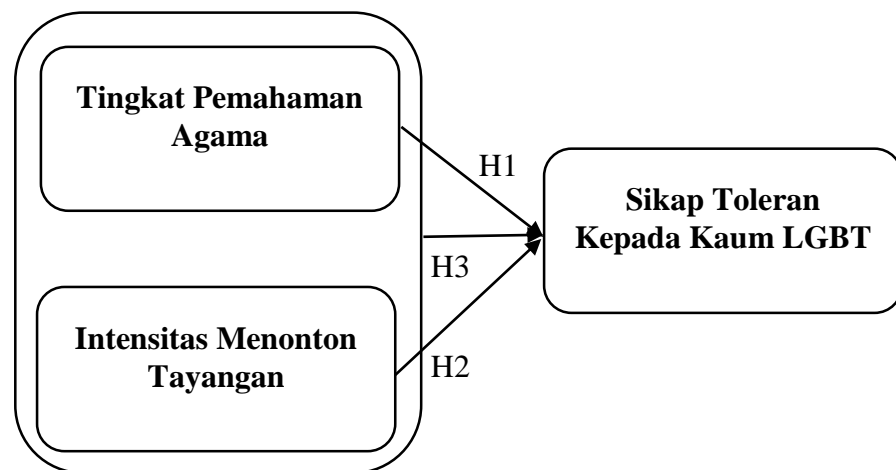 Tingkat Pemahaman
Agama
H1
Sikap Toleran
Kepada Kaum LGBT
H3
Intensitas Menonton
Tayangan
H2